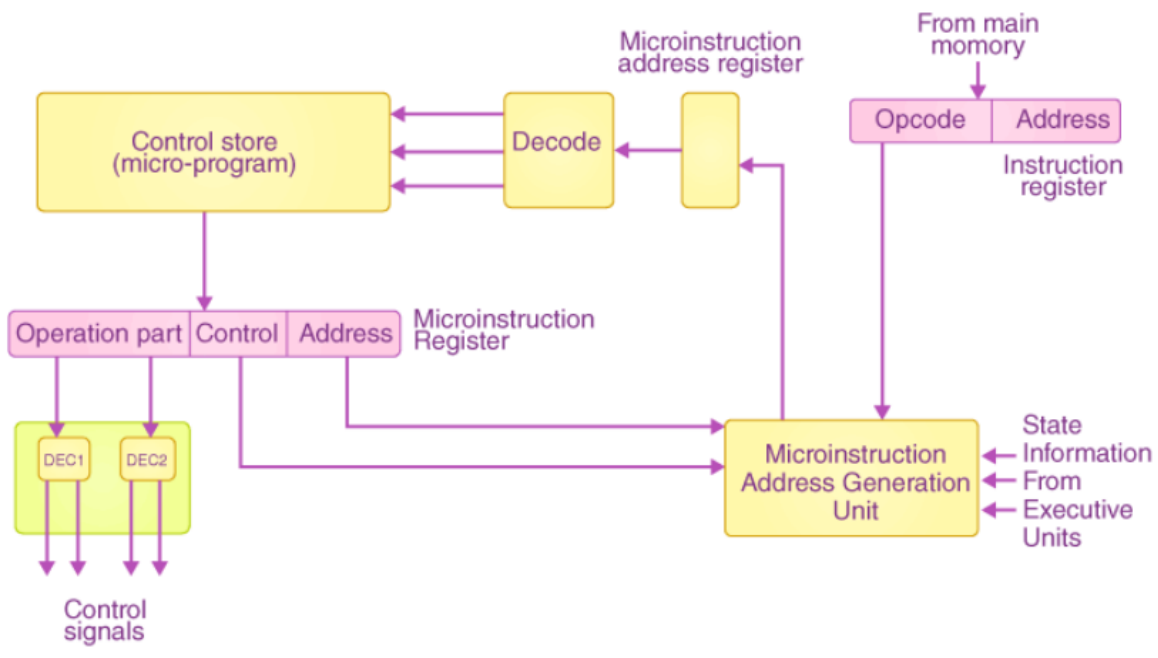 From main
momory
Microinstruction
address register
Control store
(micro-program)
Decode
Opcode
Address
Instruction
register
Operation part
Control
Address
Microinstruction
Register
DEC1
DEC2
Microinstruction
Address Generation
Unit
State
Information
From
Executive
Units
Control
signals